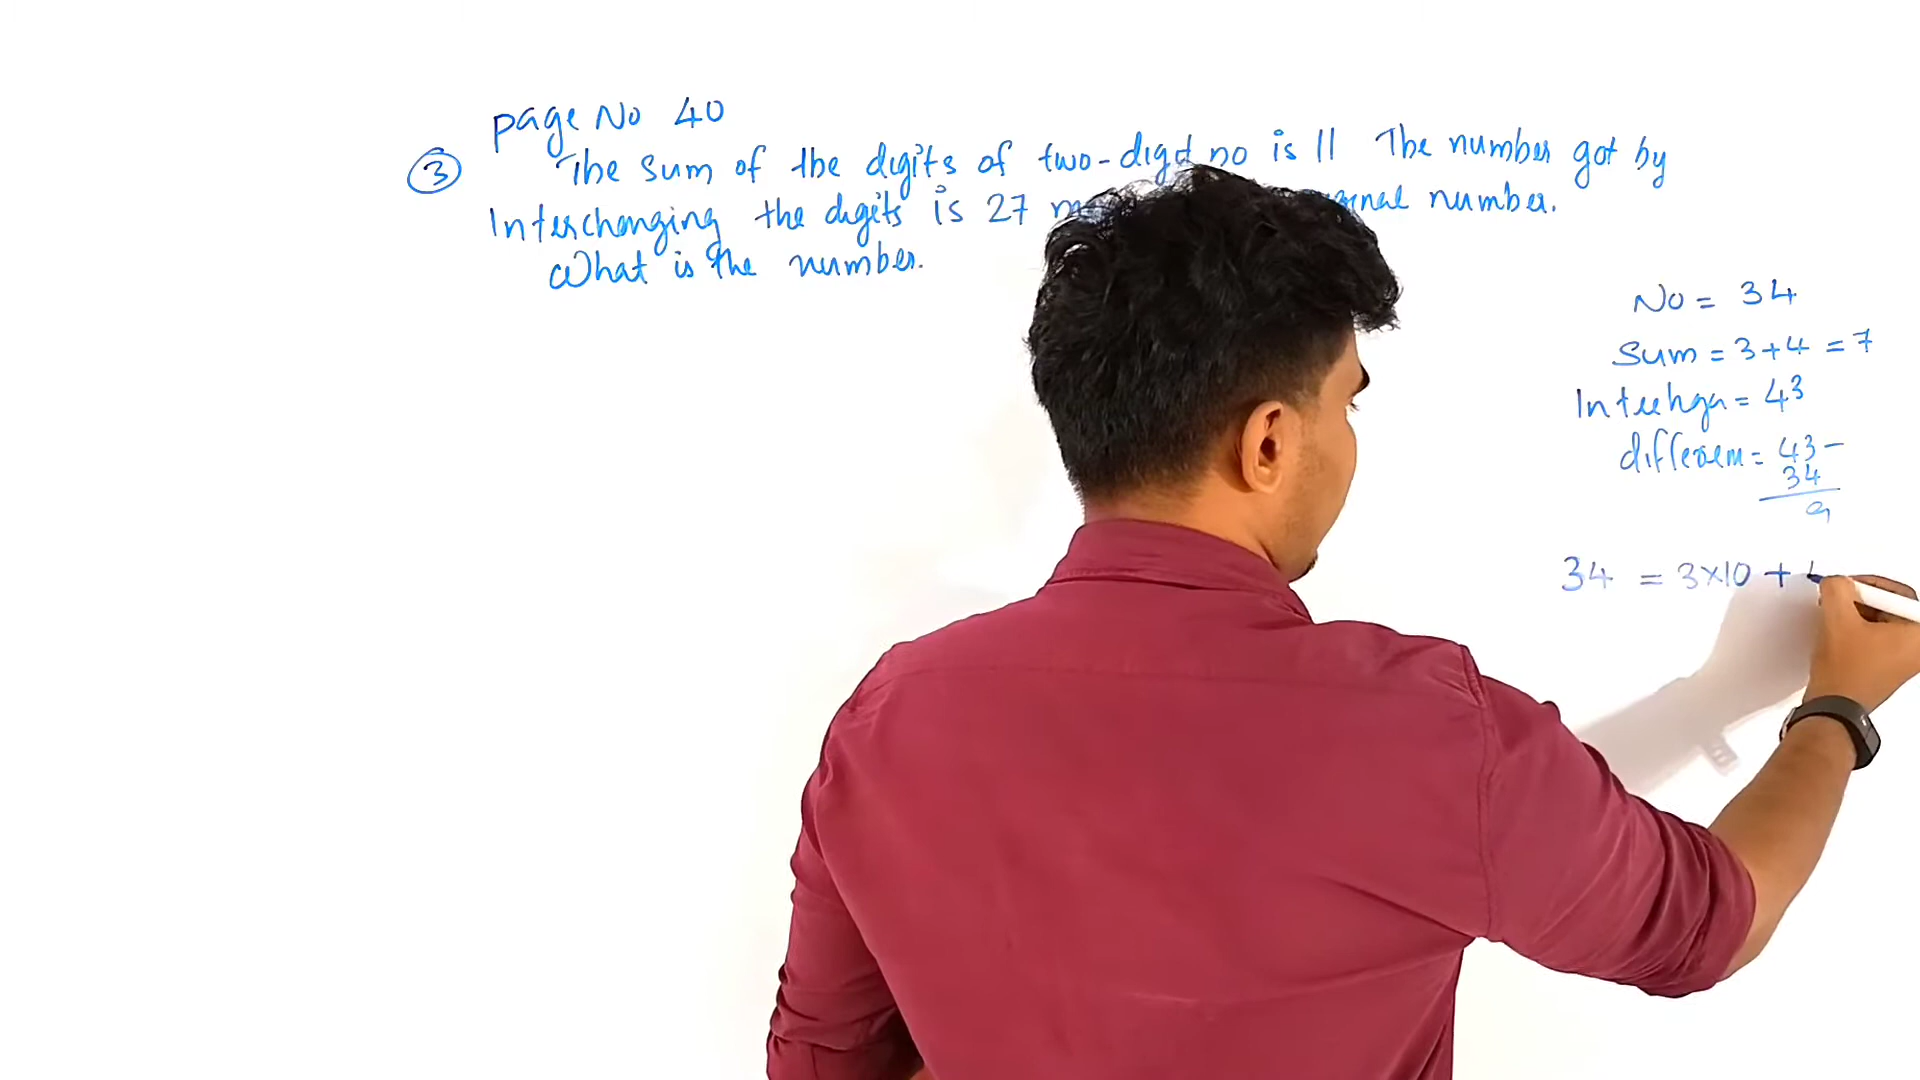 page No 40
③ The sum of the digits of two-digit no is 11 The number got by
Interchanging the digits is 27 number.
What is the number.
No = 34
Sum = 3+4 = 7
= 43
= 43 -
34
9
34 = 3×10 +